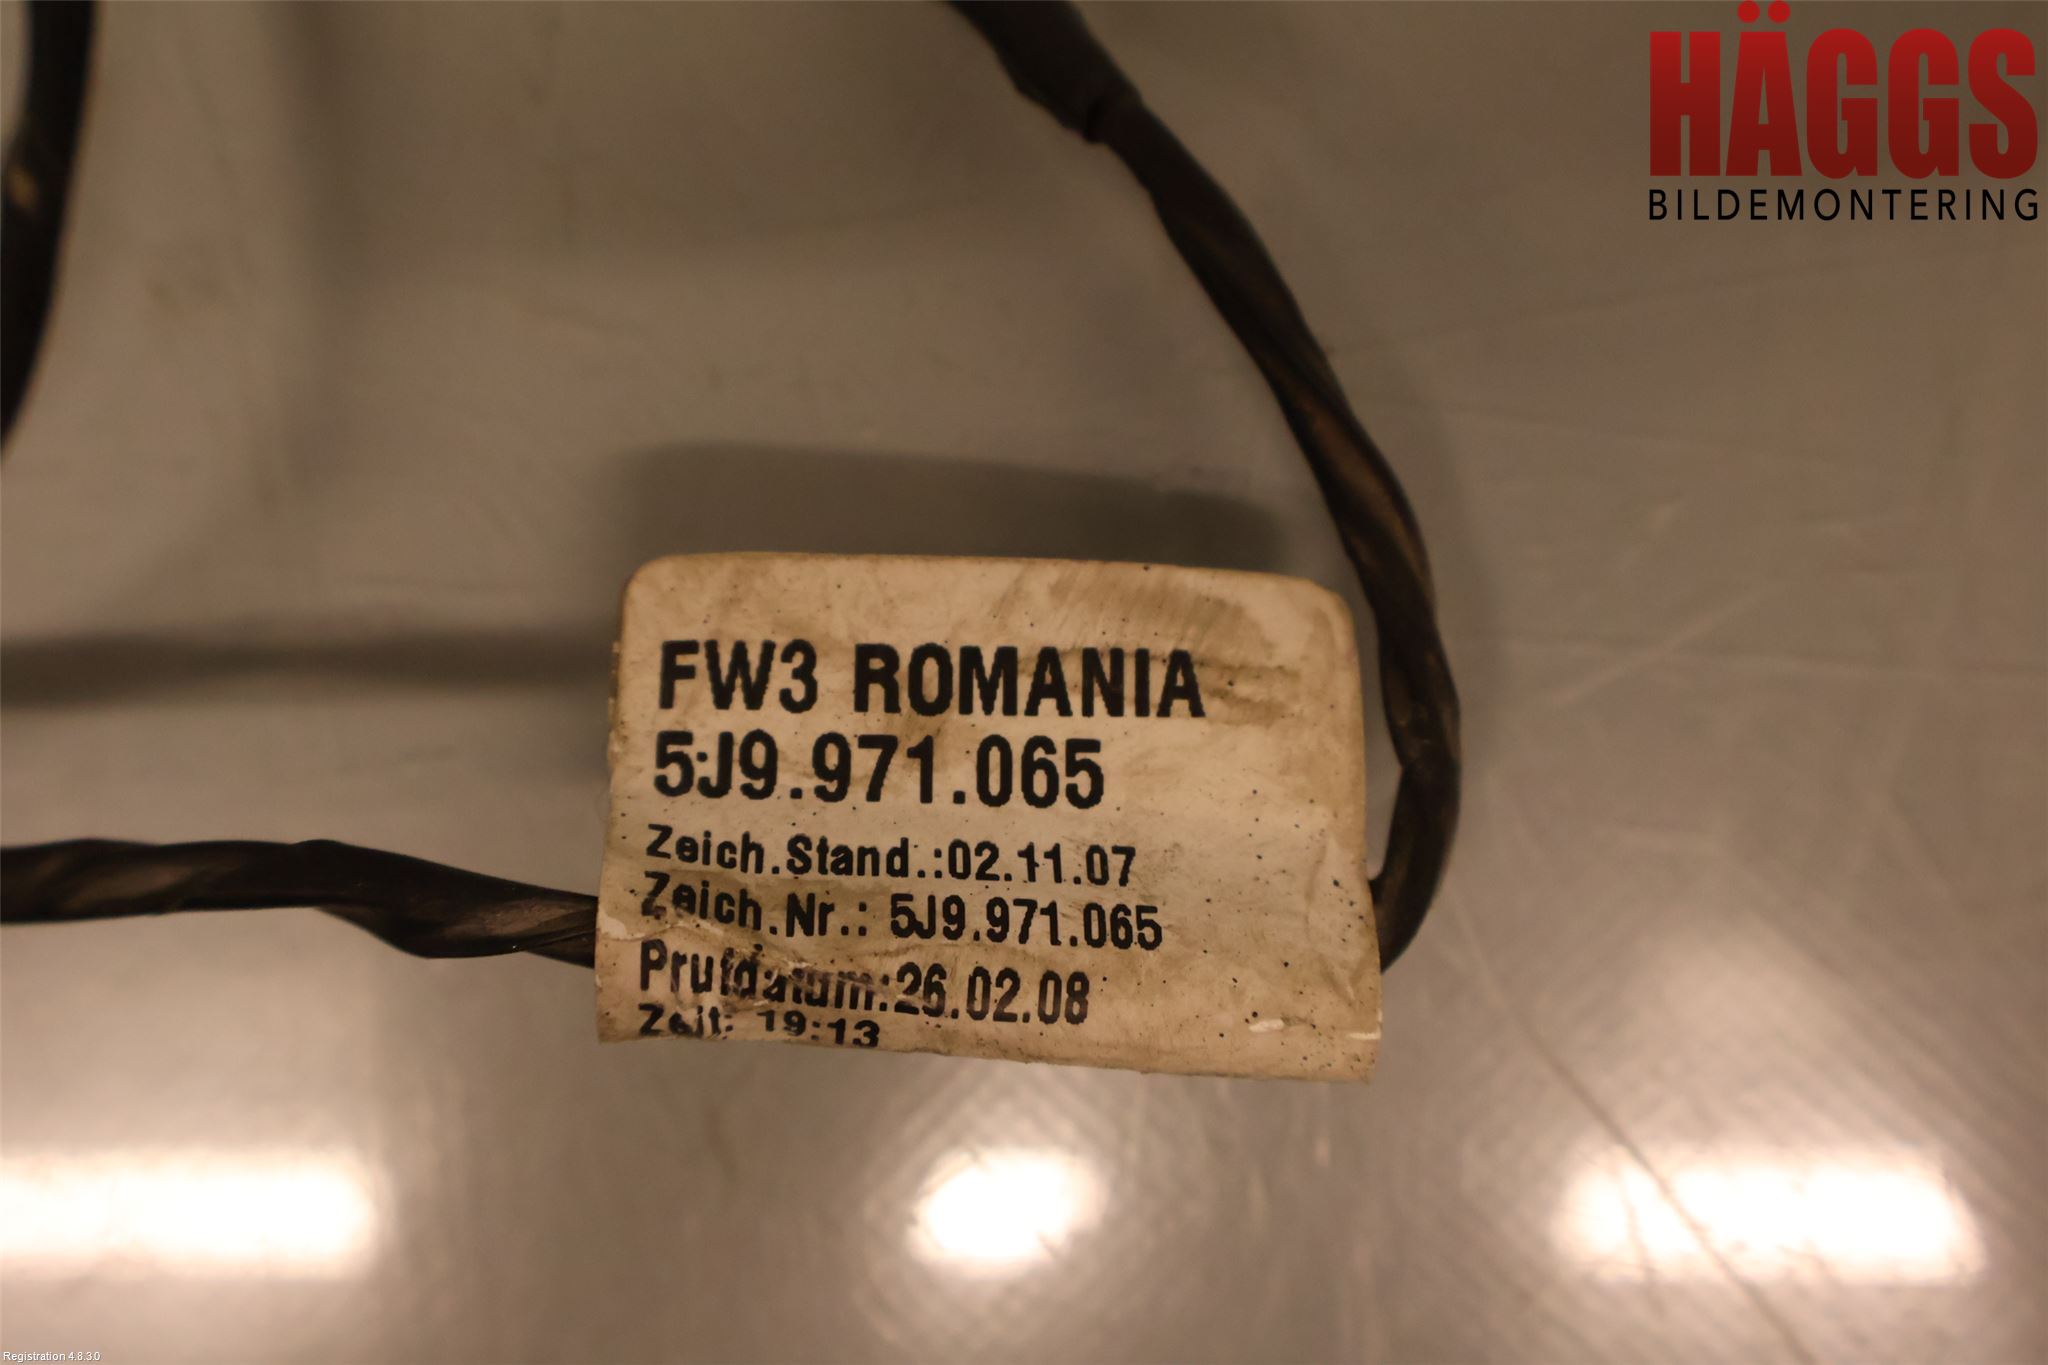 HÄGGS
BILDEMONTERING
FW3 ROMANIA
5J9.971.065
Zeich.Stand.:02.11.07
Zeich.Nr.: 5J9.971.065
Prufdatum:26.02.08
Zeit: 19:13
Registration 4.8.3.0